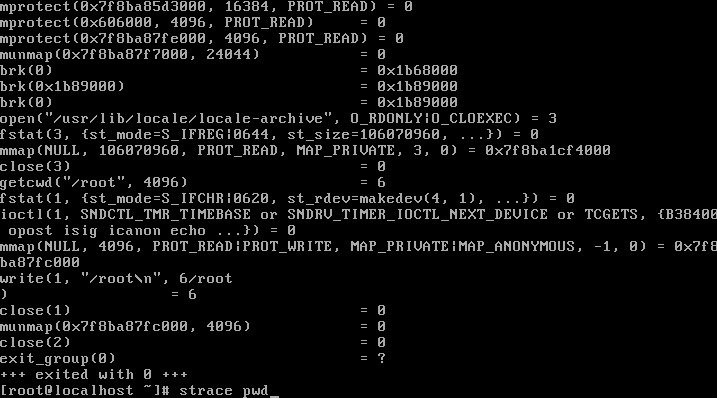 mprotect(0x7f8ba85d3000, 16384, PROT_READ) = 0
mprotect(0x606000, 4096, PROT_READ)     = 0
mprotect(0x7f8ba87fe000, 4096, PROT_READ) = 0
munmap(0x7f8ba87f7000, 24044)           = 0
brk(0)                                  = 0x1b68000
brk(0x1b89000)                          = 0x1b89000
brk(0)                                  = 0x1b89000
open("/usr/lib/locale/locale-archive", O_RDONLY|O_CLOEXEC) = 3
fstat(3, {st_mode=S_IFREG|0644, st_size=106070960, ...}) = 0
mmap(NULL, 106070960, PROT_READ, MAP_PRIVATE, 3, 0) = 0x7f8ba1cf4000
close(3)                                = 0
getcwd("/root", 4096)                   = 6
fstat(1, {st_mode=S_IFCHR|0620, st_rdev=makedev(4, 1), ...}) = 0
ioctl(1, SNDCTL_TMR_TIMEBASE or SNDRV_TIMER_IOCTL_NEXT_DEVICE or TCGETS, {B38400
 opost isig icanon echo ...}) = 0
mmap(NULL, 4096, PROT_READ|PROT_WRITE, MAP_PRIVATE|MAP_ANONYMOUS, -1, 0) = 0x7f8
ba87fc000
write(1, "/root\n", 6/root
)                  = 6
close(1)                                = 0
munmap(0x7f8ba87fc000, 4096)            = 0
close(2)                                = 0
exit_group(0)                           = ?
+++ exited with 0 +++
[root@localhost ~]# strace pwd_